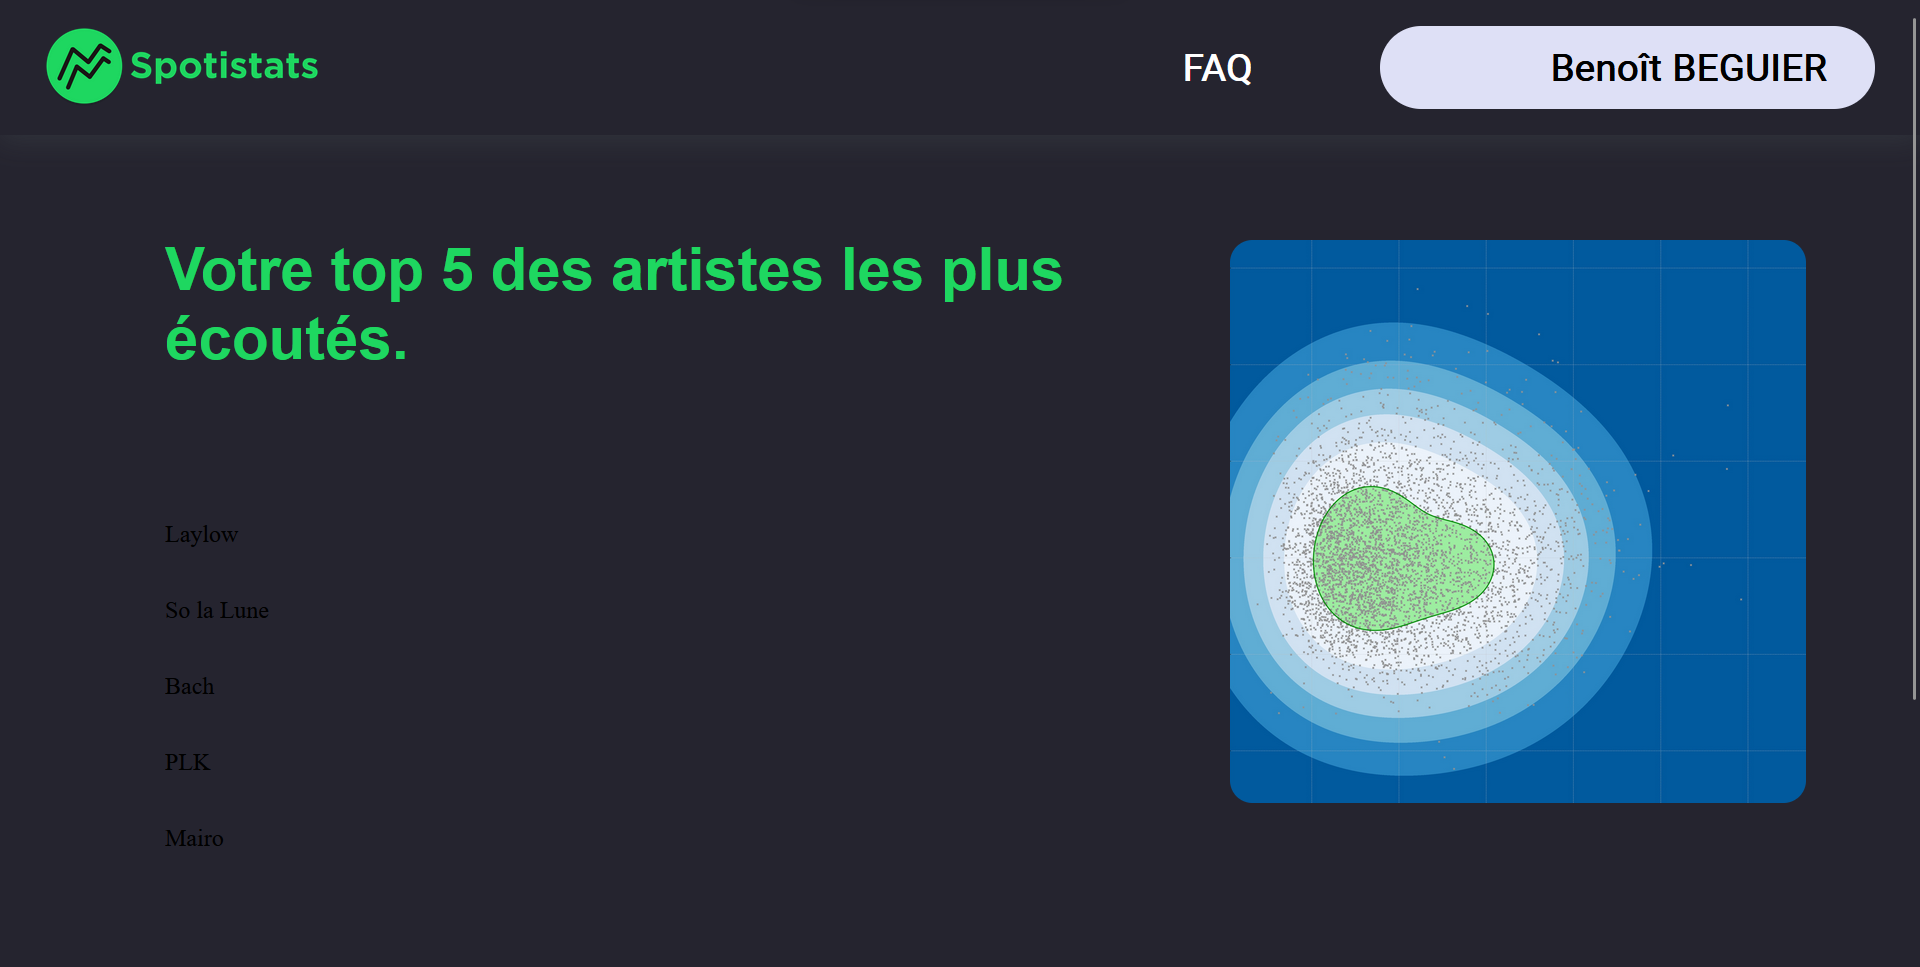 Spotistats
FAQ
Benoît BEGUIER
Votre top 5 des artistes les plus
écoutés.
Laylow
So la Lune
Bach
PLK
Mairo